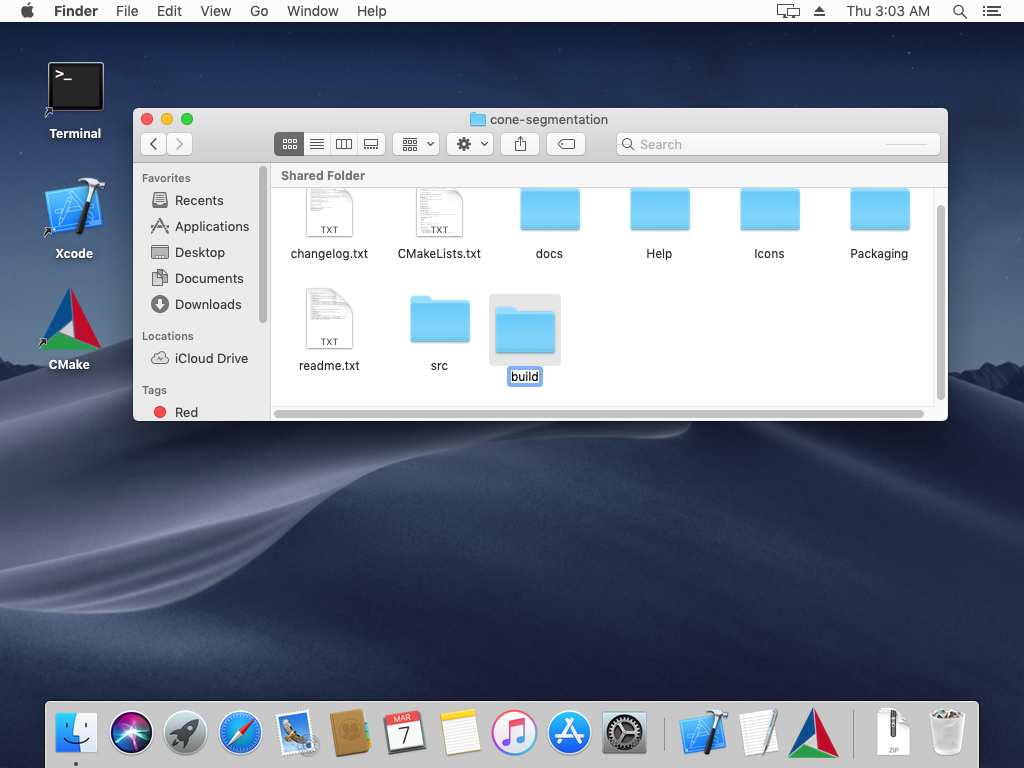 Finder File Edit View Go Window Help Thu 3:03 AM
>_
Terminal
Xcode
CMake
cone-segmentation
Search
Favorites
Recents
Applications
Desktop
Documents
Downloads
Locations
iCloud Drive
Tags
Red
Shared Folder
TXT TXT
changelog.txt CMakeLists.txt docs Help Icons Packaging
TXT
readme.txt src build
MAR
7
ZIP